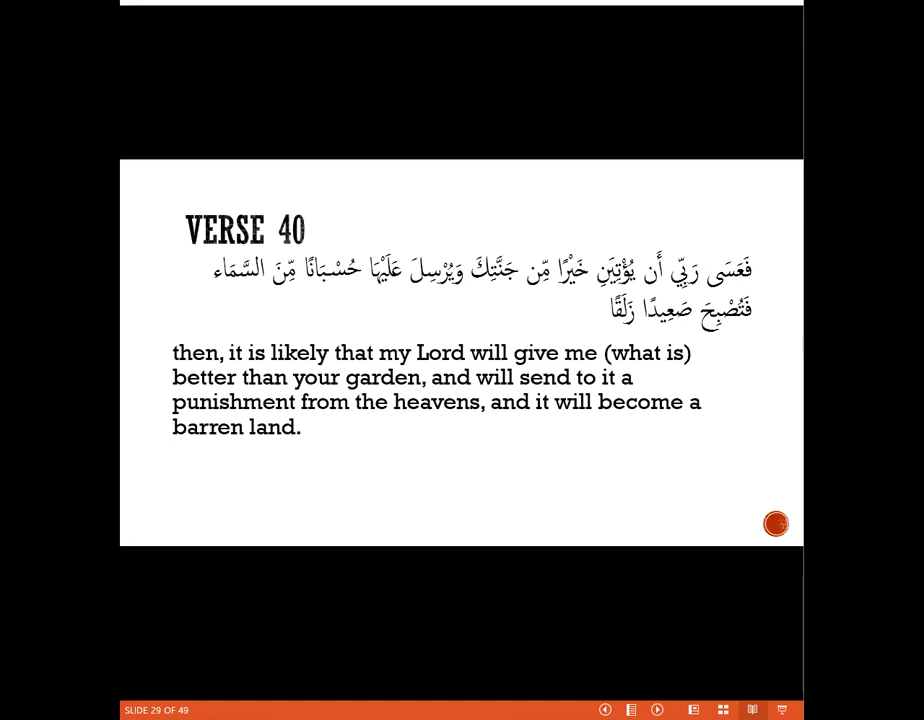 VERSE 40
فَعَسَى رَبِّي أَن يُؤْتِيَنِ خَيْرًا مِّن جَنَّتِكَ وَيُرْسِلَ عَلَيْهَا حُسْبَانًا مِّنَ السَّمَاء
فَتُصْبِحَ صَعِيدًا زَلَقًا
then, it is likely that my Lord will give me (what is)
better than your garden, and will send to it a
punishment from the heavens, and it will become a
barren land.
SLIDE 29 OF 49